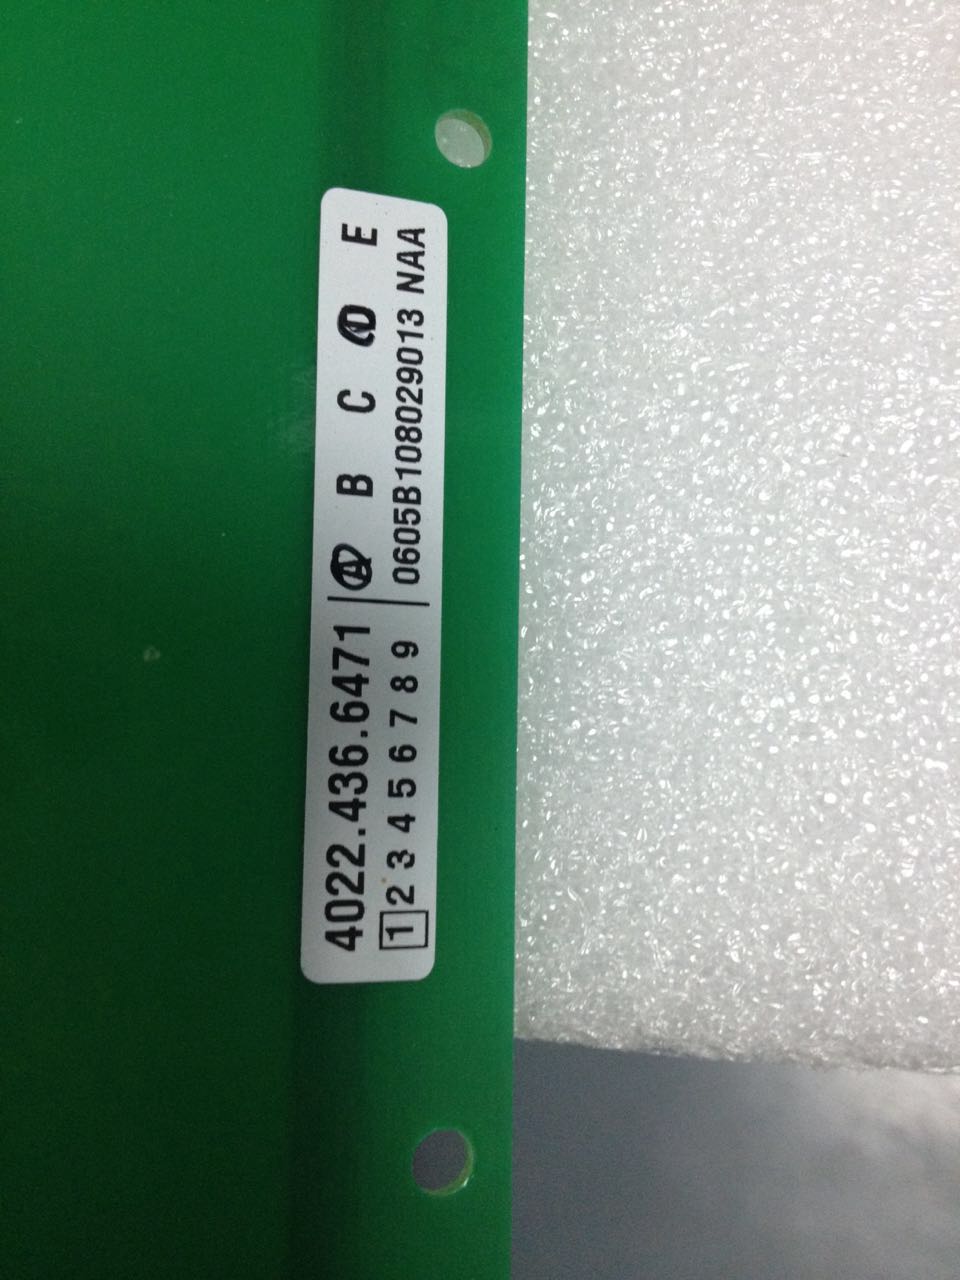 4022.436.6471 | A B C D E
1 2 3 4 5 6 7 8 9 | 0605B108029013 NAA